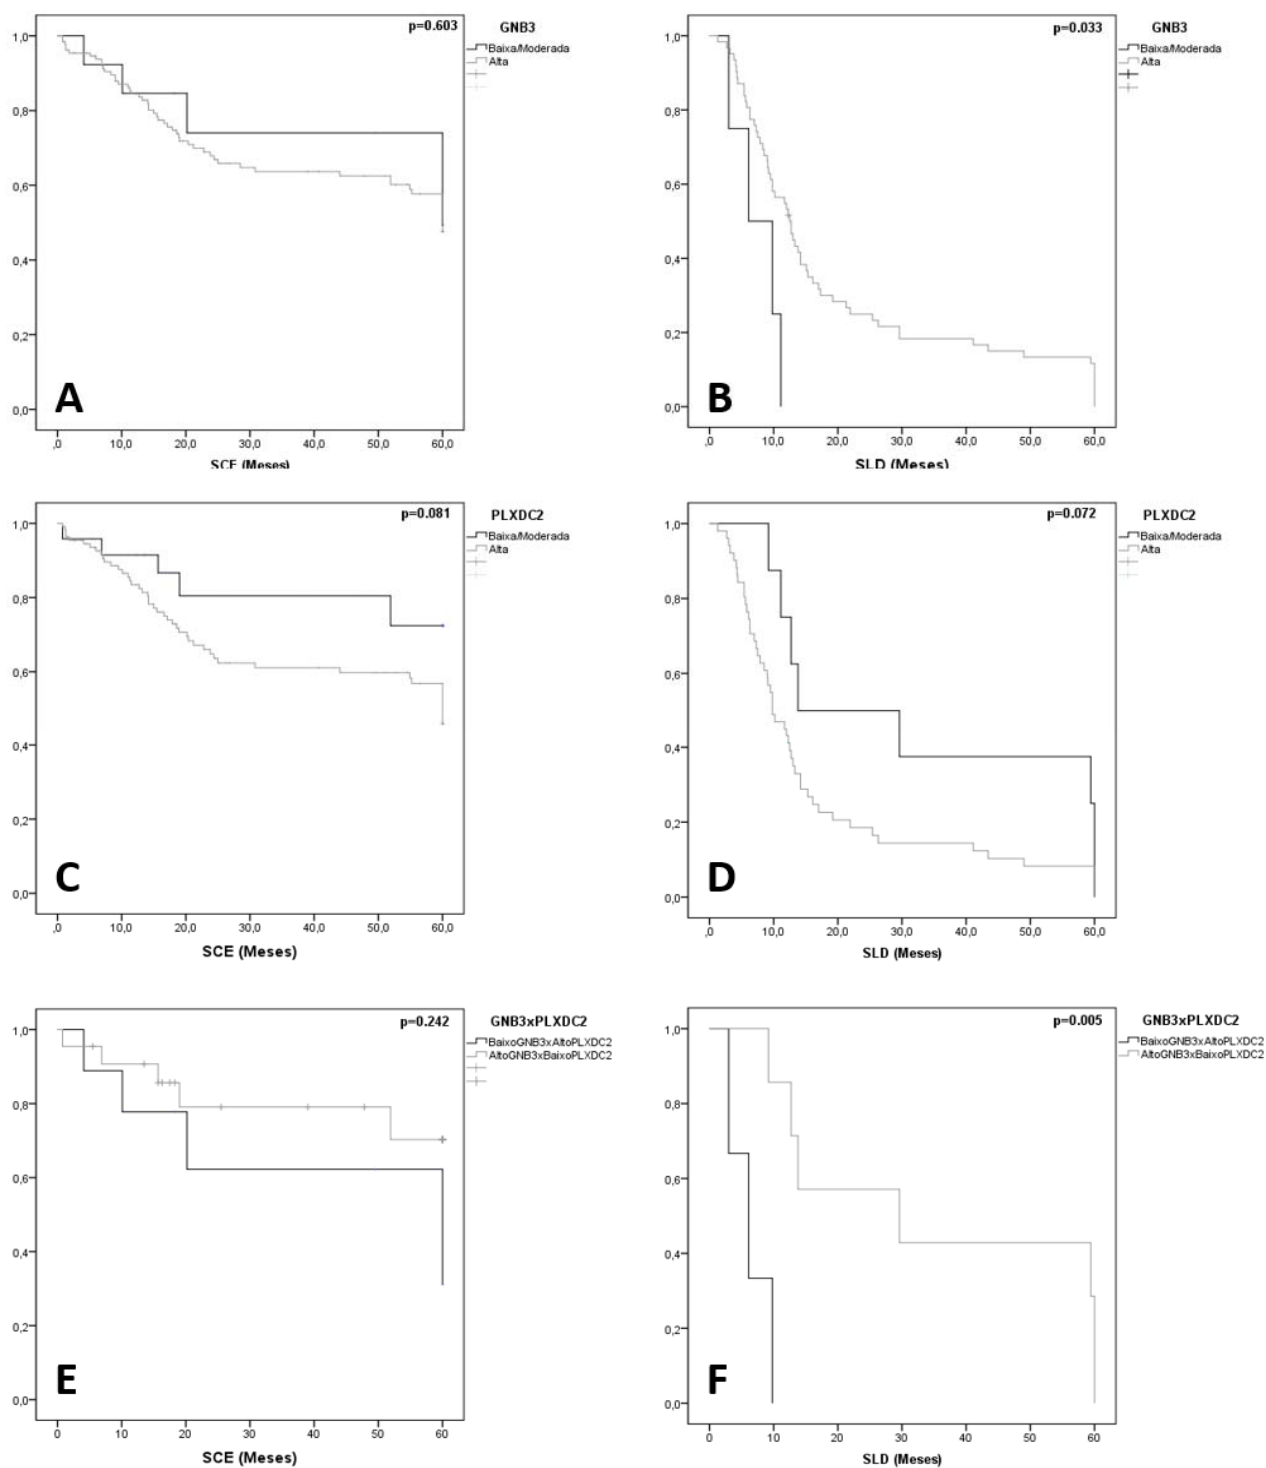 p=0.603
GNB3
Baixa/Moderada
Alta
1,0
0,8
0,6
0,4
0,2
0,0
A
,0 10,0 20,0 30,0 40,0 50,0 60,0
SCE (Meses)
p=0.033
GNB3
Baixa/Moderada
Alta
1,0
0,8
0,6
0,4
0,2
0,0
B
,0 10,0 20,0 30,0 40,0 50,0 60,0
SLD (Meses)
p=0.081
PLXDC2
Baixa/Moderada
Alta
1,0
0,8
0,6
0,4
0,2
0,0
C
,0 10,0 20,0 30,0 40,0 50,0 60,0
SCE (Meses)
p=0.072
PLXDC2
Baixa/Moderada
Alta
1,0
0,8
0,6
0,4
0,2
0,0
D
,0 10,0 20,0 30,0 40,0 50,0 60,0
SLD (Meses)
p=0.242
GNB3xPLXDC2
BaixoGNB3xAltoPLXDC2
AltoGNB3xBaixoPLXDC2
1,0
0,8
0,6
0,4
0,2
0,0
E
0 10 20 30 40 50 60
SCE (Meses)
p=0.005
GNB3xPLXDC2
BaixoGNB3xAltoPLXDC2
AltoGNB3xBaixoPLXDC2
1,0
0,8
0,6
0,4
0,2
0,0
F
0 10 20 30 40 50 60
SLD (Meses)